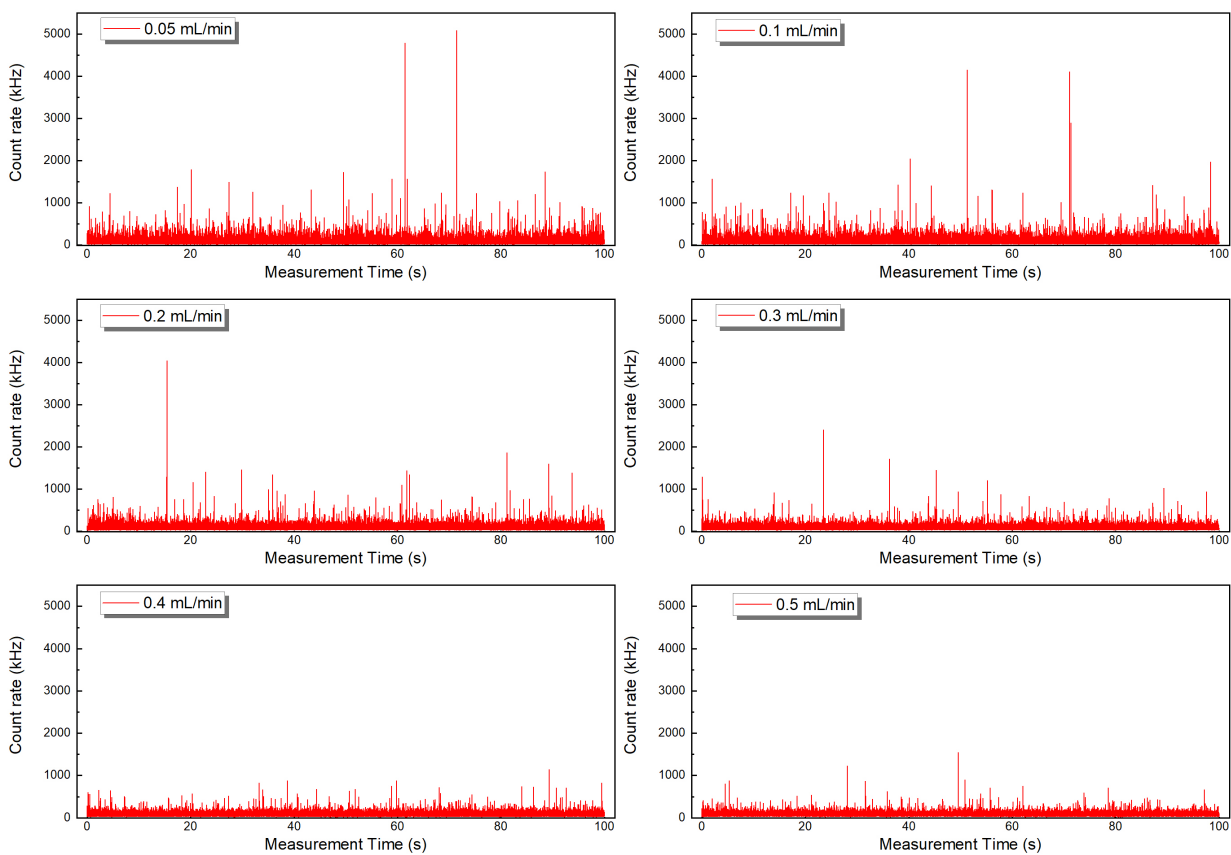 0.05 mL/min
5000
4000
3000
2000
1000
0
Count rate (kHz)
0 20 40 60 80 100
Measurement Time (s)
0.1 mL/min
5000
4000
3000
2000
1000
0
Count rate (kHz)
0 20 40 60 80 100
Measurement Time (s)
0.2 mL/min
5000
4000
3000
2000
1000
0
Count rate (kHz)
0 20 40 60 80 100
Measurement Time (s)
0.3 mL/min
5000
4000
3000
2000
1000
0
Count rate (kHz)
0 20 40 60 80 100
Measurement Time (s)
0.4 mL/min
5000
4000
3000
2000
1000
0
Count rate (kHz)
0 20 40 60 80 100
Measurement Time (s)
0.5 mL/min
5000
4000
3000
2000
1000
0
Count rate (kHz)
0 20 40 60 80 100
Measurement Time (s)